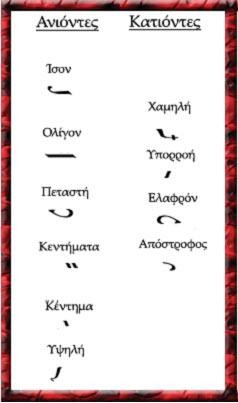 Ανιόντες
Ίσον
Ολίγον
Πεταστή
Κεντήματα
Κέντημα
Υψηλή
Κατιόντες
Χαμηλή
Υπορροή
Ελαφρόν
Απόστροφος